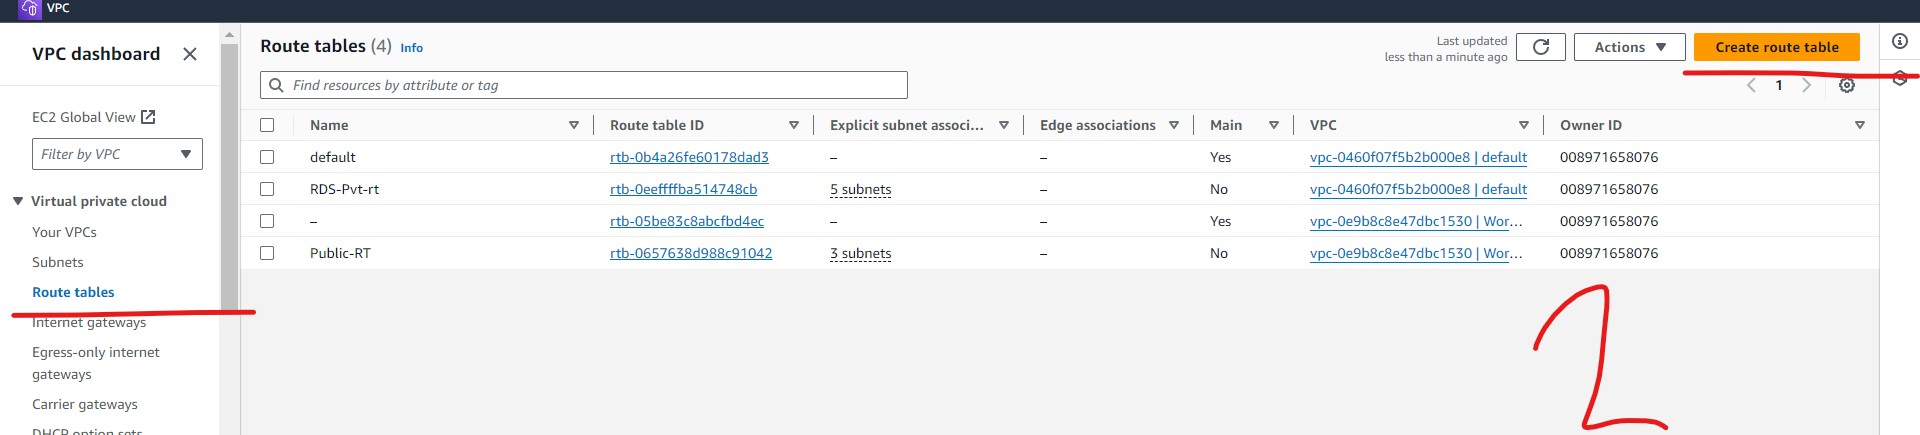 VPC
VPC dashboard
EC2 Global View
Filter by VPC
Virtual private cloud
Your VPCs
Subnets
Route tables
Internet gateways
Egress-only internet
gateways
Carrier gateways
DHCP option sets
Route tables (4) Info
Last updated
less than a minute ago
Actions
Create route table
Find resources by attribute or tag
1
Name Route table ID Explicit subnet associ... Edge associations Main VPC Owner ID
default rtb-0b4a26fe60178dad3 – – Yes vpc-0460f07f5b2b000e8 | default 008971658076
RDS-Pvt-rt rtb-0eeffffba514748cb 5 subnets – No vpc-0460f07f5b2b000e8 | default 008971658076
– rtb-05be83c8abcfbd4ec – – Yes vpc-0e9b8c8e47dbc1530 | Wor... 008971658076
Public-RT rtb-0657638d988c91042 3 subnets – No vpc-0e9b8c8e47dbc1530 | Wor... 008971658076
2